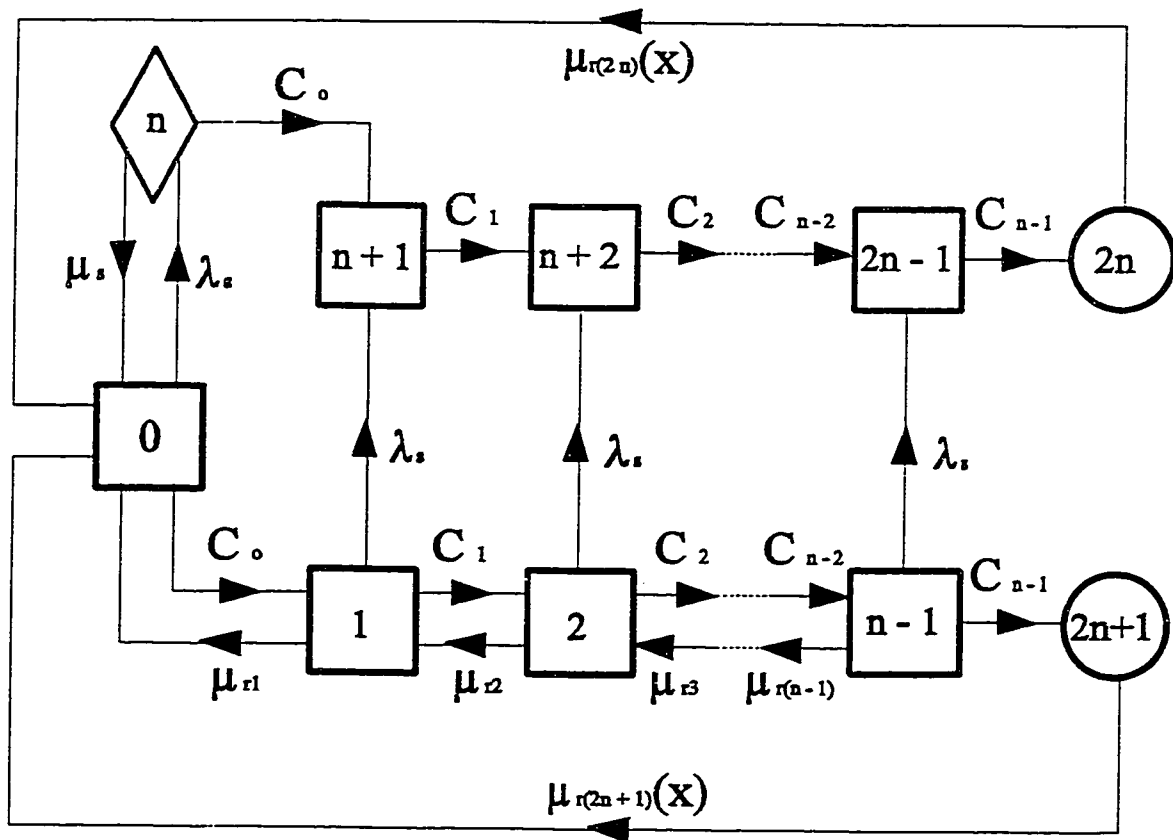 μr(2n)(x)
Co
n
C1
C2
Cn-2
Cn-1
n + 1
n + 2
2n - 1
2n
μs
λs
0
λs
λs
λs
Co
C1
C2
Cn-2
Cn-1
1
2
n - 1
2n+1
μr1
μr2
μr3
μr(n-1)
μr(2n+1)(x)